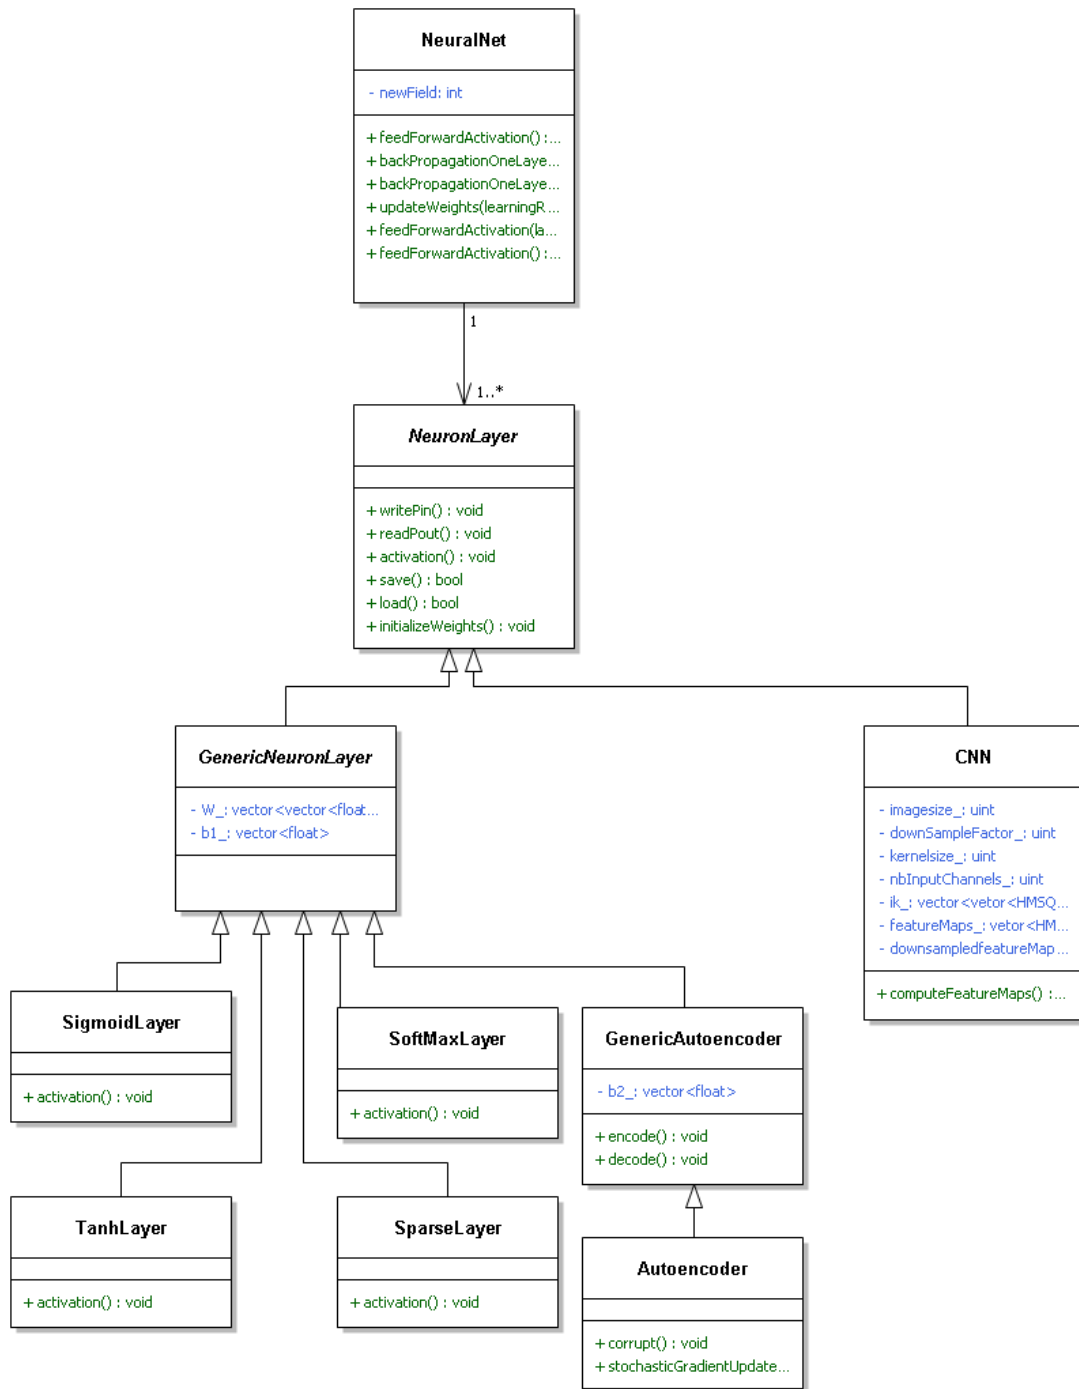 NeuralNet
- newField: int
+ feedForwardActivation() :...
+ backPropagationOneLaye...
+ backPropagationOneLaye...
+ updateWeights(learningR...
+ feedForwardActivation(la...
+ feedForwardActivation() :...
1
1..*
NeuronLayer
+ writePin() : void
+ readPout() : void
+ activation() : void
+ save() : bool
+ load() : bool
+ initializeWeights() : void
GenericNeuronLayer
- W_: vector<vector<float...
- b1_: vector<float>
CNN
- imagesize_: uint
- downSampleFactor_: uint
- kernelsize_: uint
- nbInputChannels_: uint
- ik_: vector<vetor<HMSQ...
- featureMaps_: vetor<HM...
- downsampledfeatureMap...
+ computeFeatureMaps() :...
SigmoidLayer
+ activation() : void
SoftMaxLayer
+ activation() : void
GenericAutoencoder
- b2_: vector<float>
+ encode() : void
+ decode() : void
TanhLayer
+ activation() : void
SparseLayer
+ activation() : void
Autoencoder
+ corrupt() : void
+ stochasticGradientUpdate...